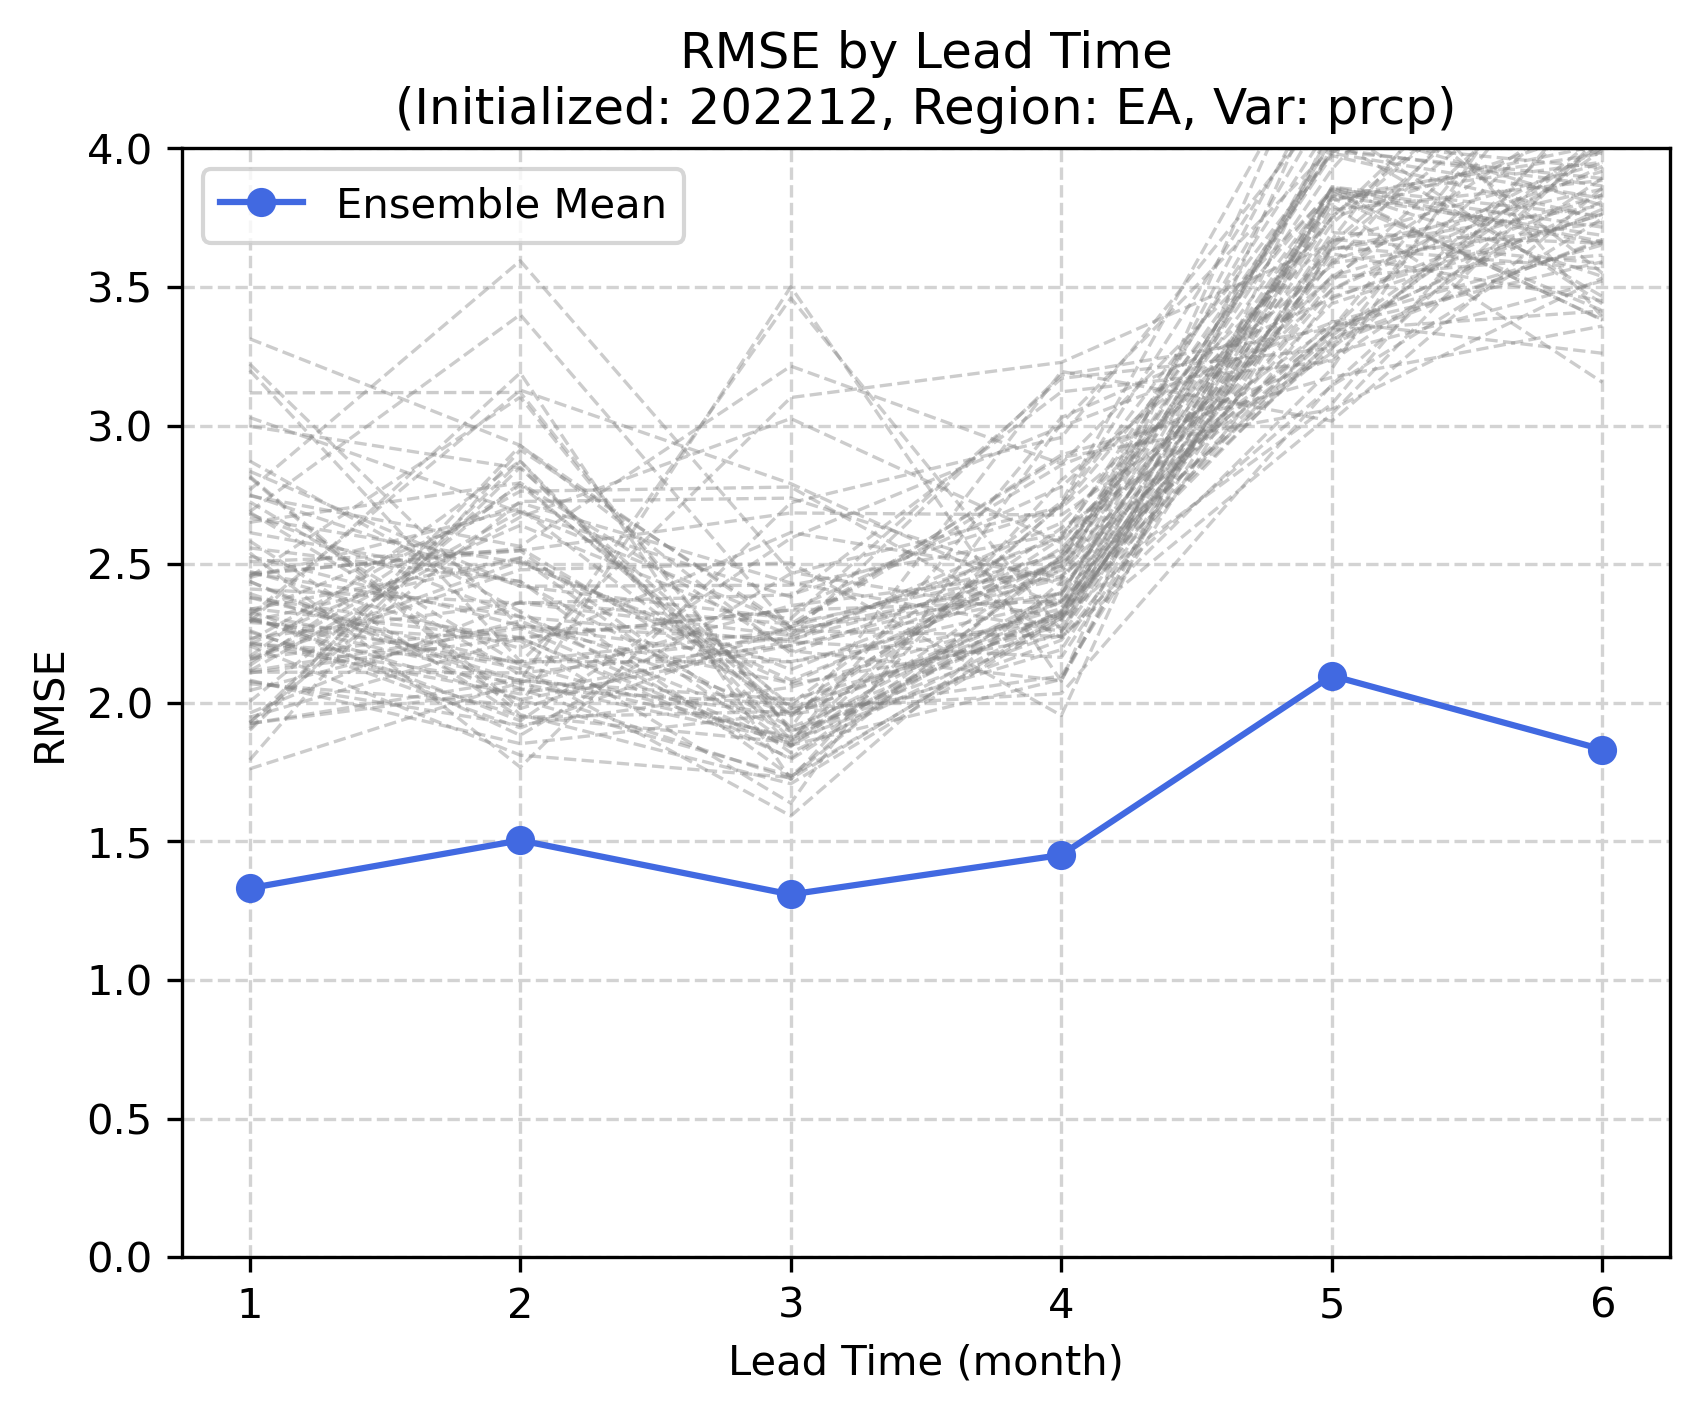 RMSE by Lead Time
(Initialized: 202212, Region: EA, Var: prcp)
4.0
Ensemble Mean
3.5
3.0
2.5
2.0
1.5
1.0
0.5
0.0
RMSE
1 2 3 4 5 6
Lead Time (month)